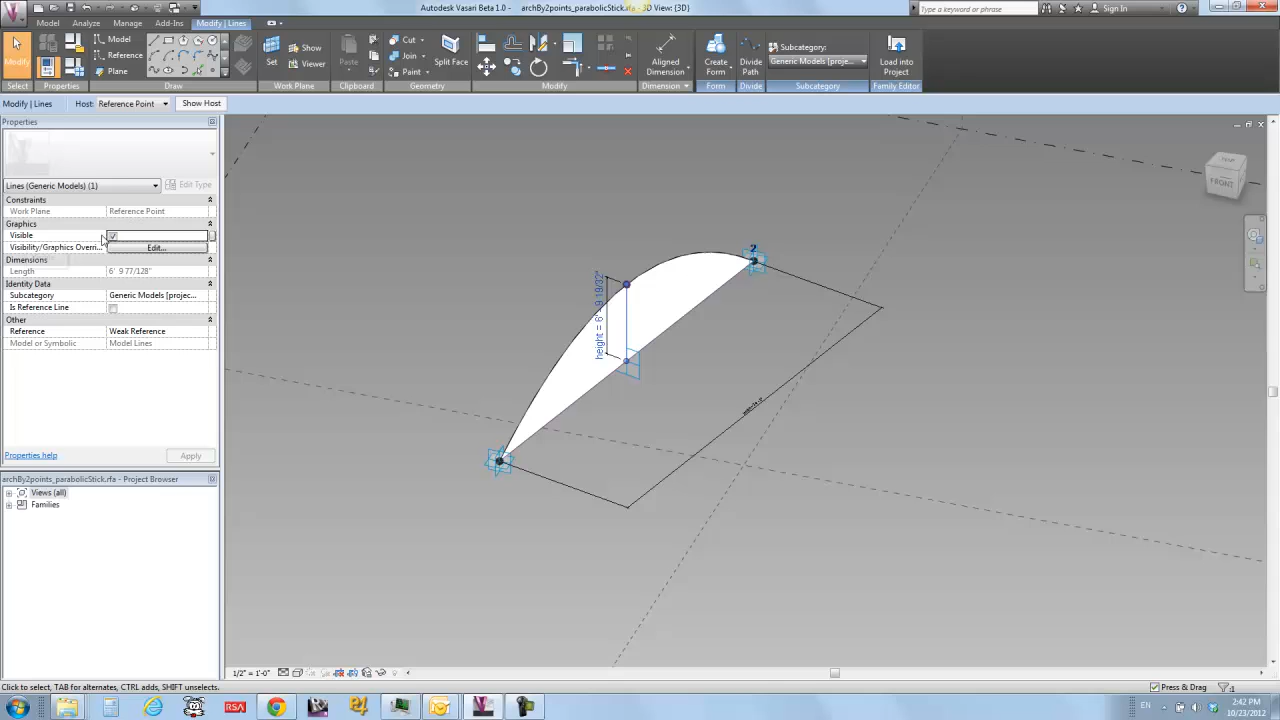 Autodesk Vasari Beta 1.0 - archBy2points_parabolicStick.rfa - 3D View: {3D}
Type a keyword or phrase
Sign In
Model
Analyze
Manage
Add-Ins
Modify | Lines
Modify
Model
Reference
Plane
Set
Show
Viewer
Paste
Cut
Join
Paint
Split Face
Aligned
Dimension
Create
Form
Divide
Path
Subcategory:
Generic Models [proje...
Load into
Project
Select
Properties
Draw
Work Plane
Clipboard
Geometry
Modify
Dimension
Form
Divide
Subcategory
Family Editor
Modify | Lines
Host: Reference Point
Show Host
Properties
Lines (Generic Models) (1)
Edit Type
Constraints
Work Plane
Reference Point
Graphics
Visible
Visibility/Graphics Overri...
Edit...
Dimensions
Length
6' 9 77/128"
Identity Data
Subcategory
Generic Models [projec...
Is Reference Line
Other
Reference
Weak Reference
Model or Symbolic
Model Lines
Properties help
Apply
archBy2points_parabolicStick.rfa - Project Browser
Views (all)
Families
2
height = 6' 9 19/32"
FRONT
1/2" = 1'-0"
Click to select, TAB for alternates, CTRL adds, SHIFT unselects.
Press & Drag
:1
RSA
EN
2:42 PM
10/23/2012